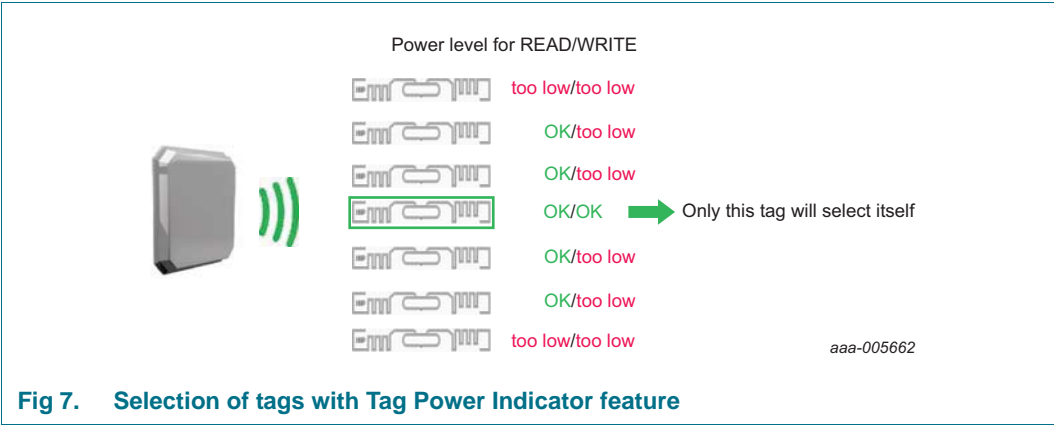 Power level for READ/WRITE
too low/too low
OK/too low
OK/too low
OK/OK Only this tag will select itself
OK/too low
OK/too low
too low/too low
aaa-005662
Fig 7. Selection of tags with Tag Power Indicator feature